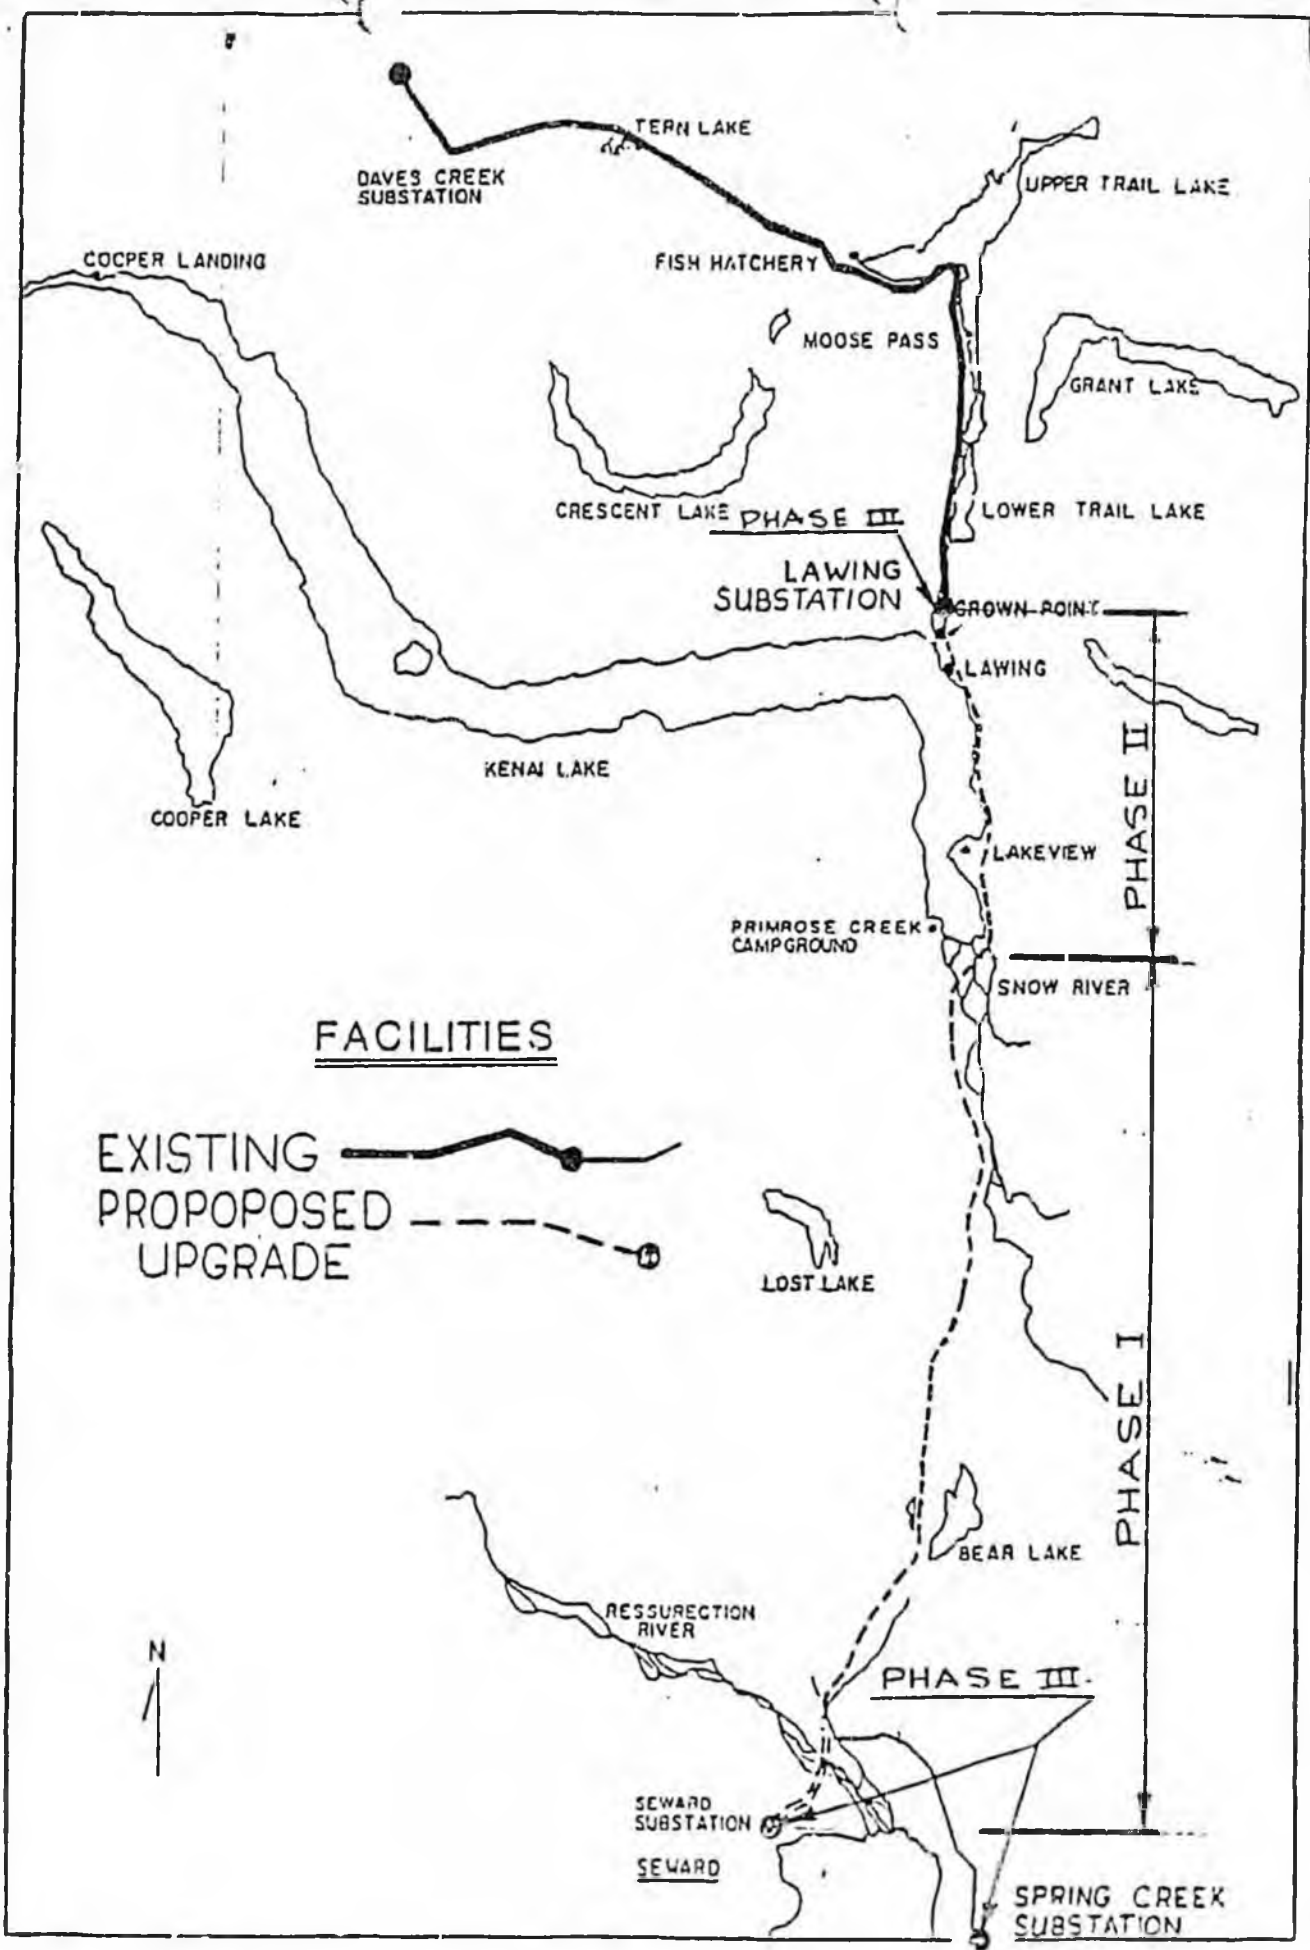 TERN LAKE
DAVES CREEK
SUBSTATION
UPPER TRAIL LAKE
COOPER LANDING
FISH HATCHERY
MOOSE PASS
GRANT LAKE
CRESCENT LAKE
PHASE III
LOWER TRAIL LAKE
LAWING
SUBSTATION
CROWN POINT
LAWING
PHASE II
KENAI LAKE
COOPER LAKE
LAKEVIEW
PRIMROSE CREEK
CAMPGROUND
SNOW RIVER
FACILITIES
EXISTING
PROPOPOSED
UPGRADE
LOST LAKE
PHASE I
BEAR LAKE
RESSURECTION
RIVER
N
PHASE III
SEWARD
SUBSTATION
SEWARD
SPRING CREEK
SUBSTATION